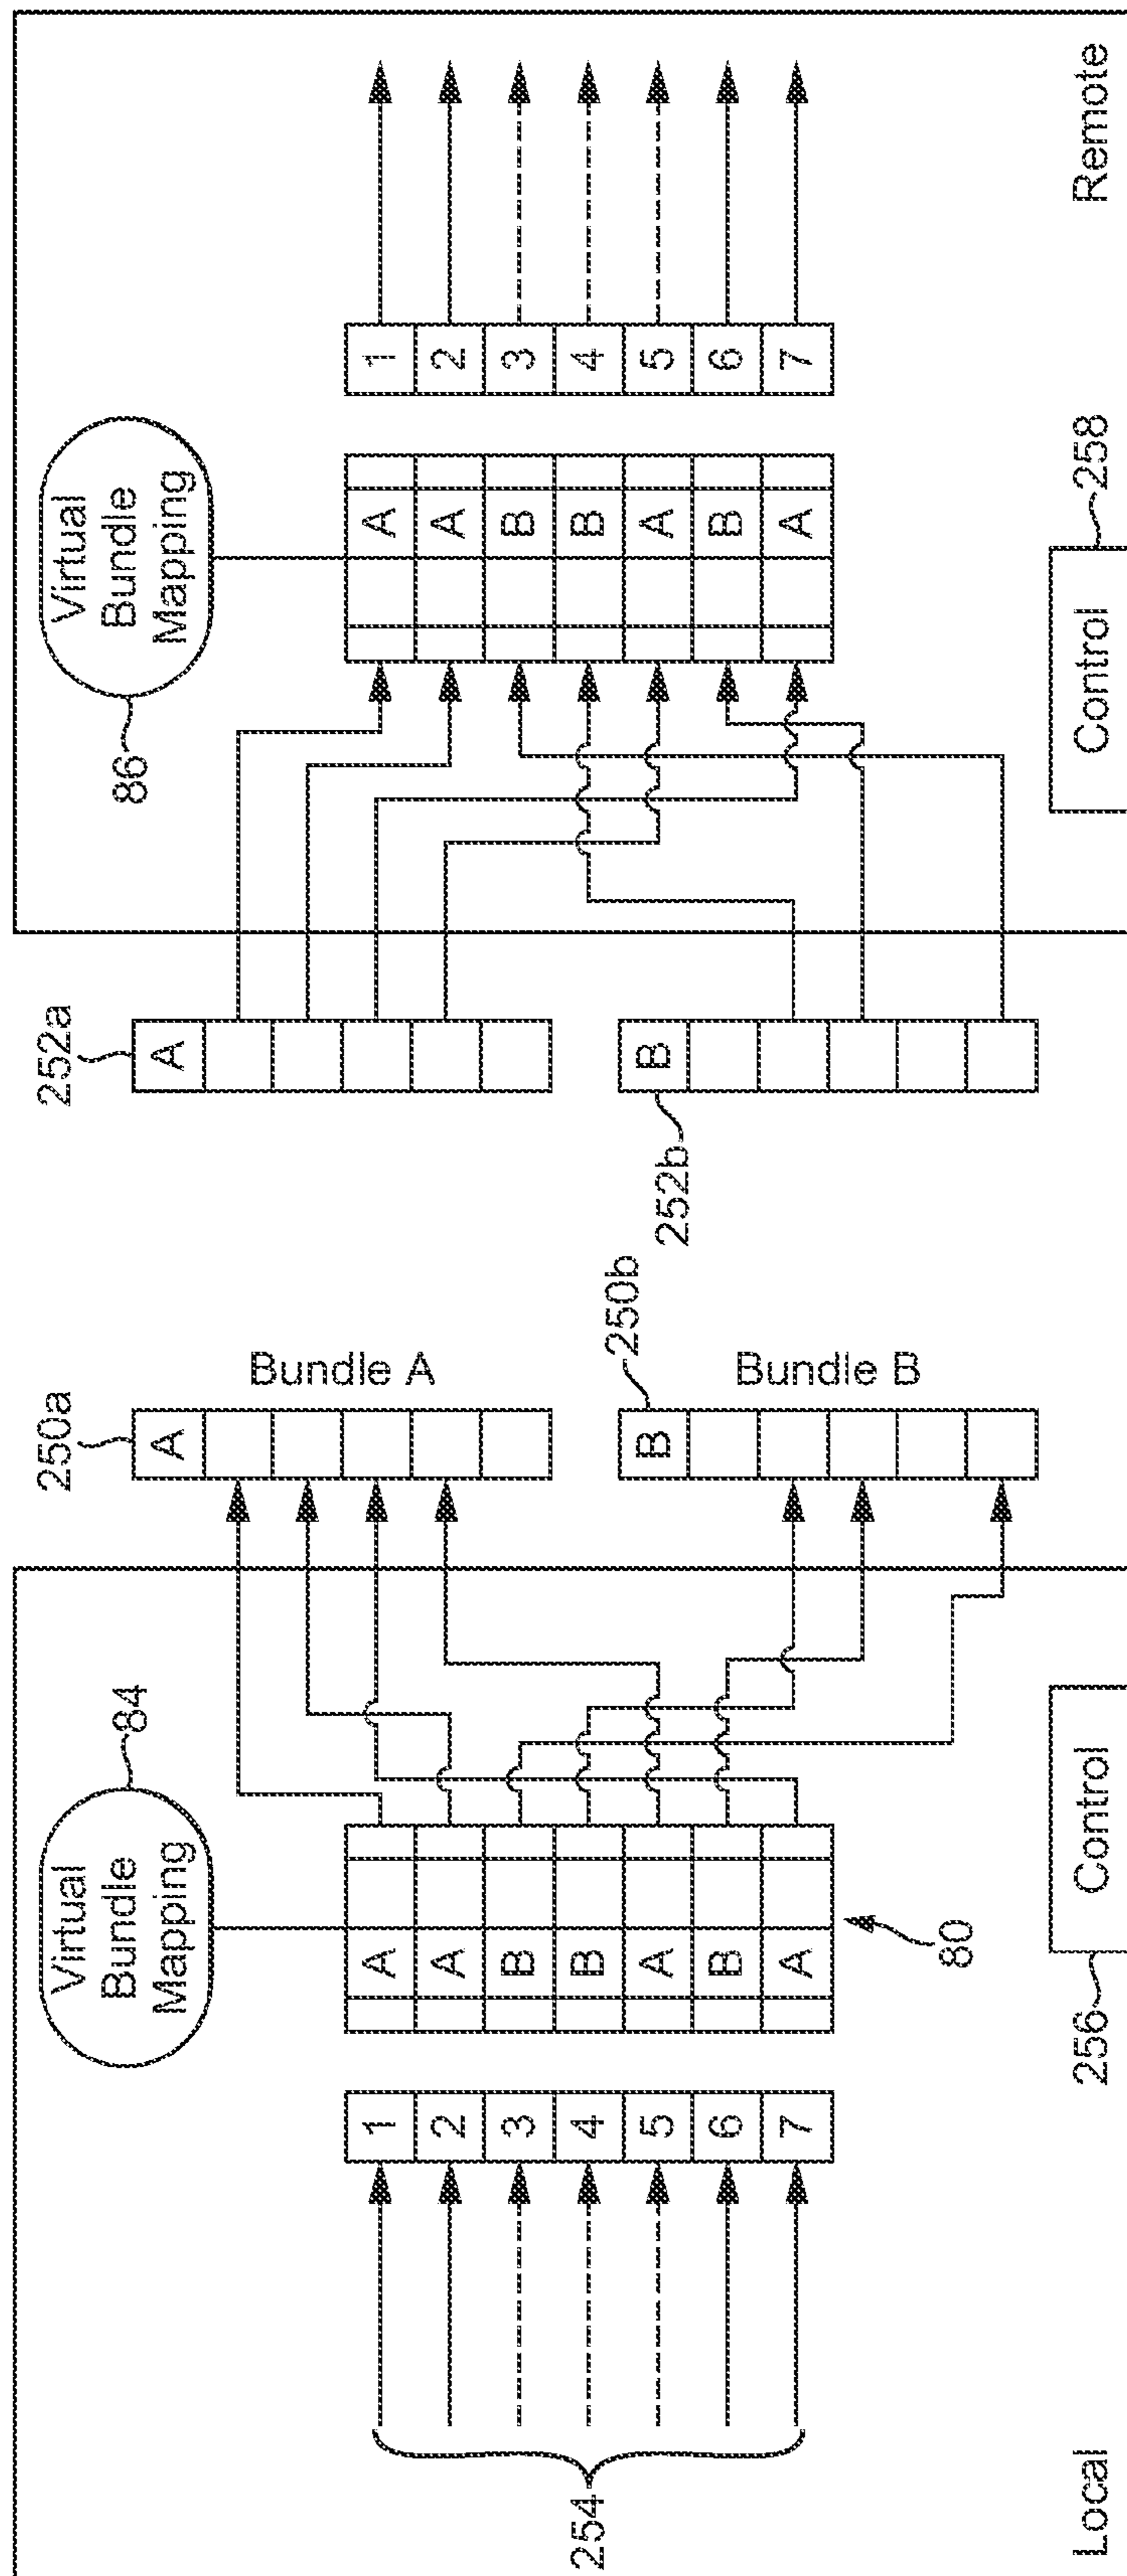 Virtual
Bundle
Mapping
84
254
1
2
3
4
5
6
7
A
A
B
B
A
B
A
80
256
Control
Local
250a
A
Bundle A
250b
B
Bundle B
252a
A
252b
B
Virtual
Bundle
Mapping
86
A
A
B
B
A
B
A
1
2
3
4
5
6
7
Control
258
Remote